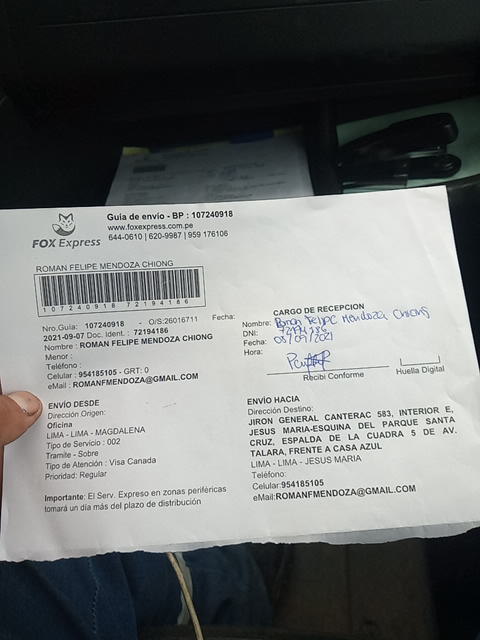 FOX Express
Guia de envío - BP : 107240918
www.foxexpress.com.pe
644-0610 | 620-9987 | 959 176106
ROMAN FELIPE MENDOZA CHIONG
107240918 72194186
Nro.Guía: 107240918 - O/S:26016711
2021-09-07 Doc. Ident. : 72194186
Nombre : ROMAN FELIPE MENDOZA CHIONG
Menor :
Teléfono :
Celular : 954185105 - GRT: 0
eMail : ROMANFMENDOZA@GMAIL.COM
Fecha:
CARGO DE RECEPCION
Nombre: Roman Felipe Mendoza Chiong
DNI: 72194186
Fecha: 08/09/2021
Hora:
Recibi Conforme
Huella Digital
ENVÍO DESDE
Dirección Origen:
Oficina
LIMA - LIMA - MAGDALENA
Tipo de Servicio : 002
Tramite - Sobre
Tipo de Atención : Visa Canada
Prioridad: Regular
Importante: El Serv. Expreso en zonas periféricas
tomará un día más del plazo de distribución
ENVÍO HACIA
Dirección Destino:
JIRON GENERAL CANTERAC 583, INTERIOR E,
JESUS MARIA-ESQUINA DEL PARQUE SANTA
CRUZ, ESPALDA DE LA CUADRA 5 DE AV.
TALARA, FRENTE A CASA AZUL
LIMA - LIMA - JESUS MARIA
Teléfono:
Celular:954185105
eMail:ROMANFMENDOZA@GMAIL.COM